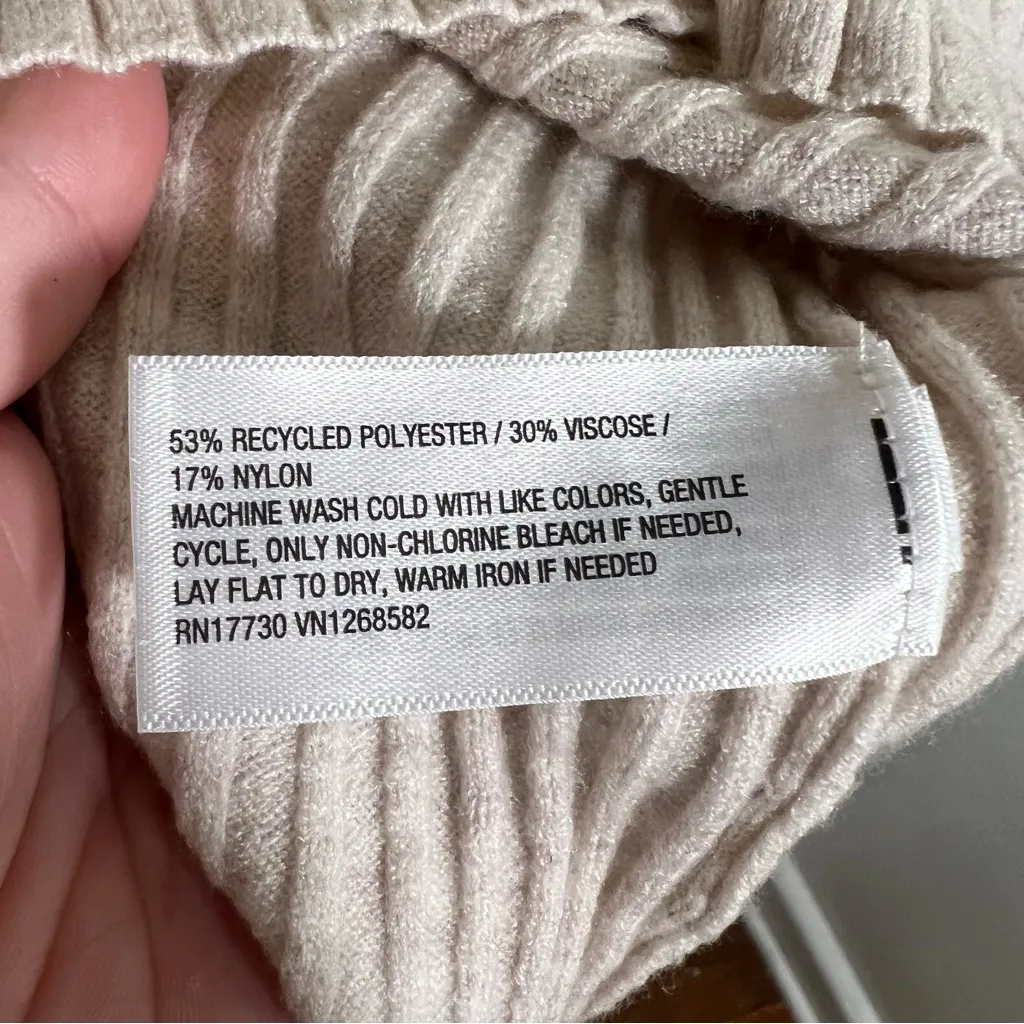 53% RECYCLED POLYESTER / 30% VISCOSE /
17% NYLON
MACHINE WASH COLD WITH LIKE COLORS, GENTLE
CYCLE, ONLY NON-CHLORINE BLEACH IF NEEDED,
LAY FLAT TO DRY, WARM IRON IF NEEDED
RN17730 VN1268582